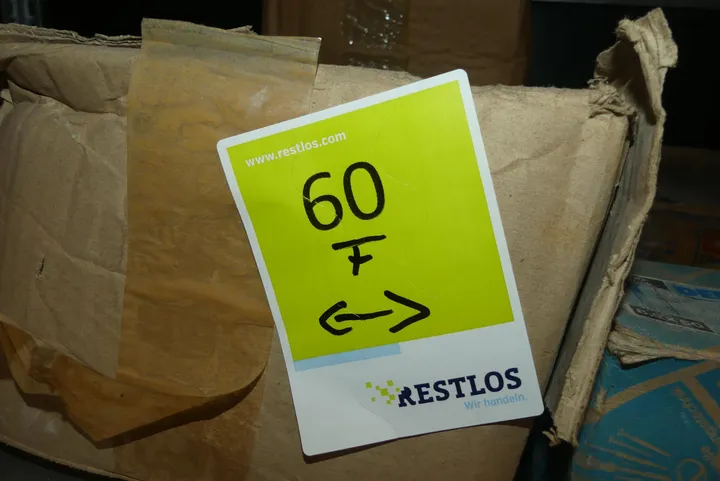 www.restlos.com
60
F
<->
RESTLOS
Wir handeln.